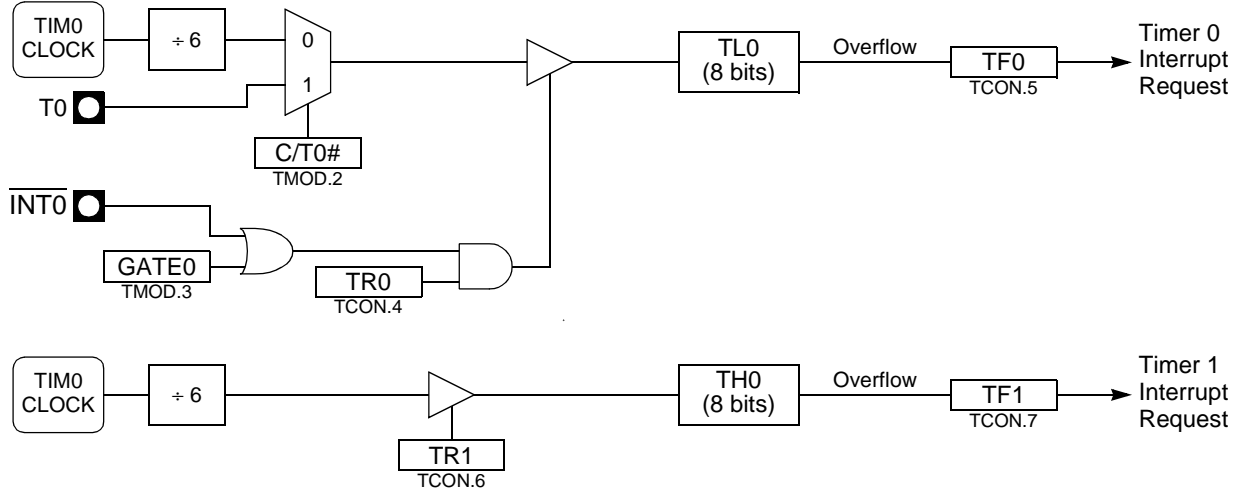 TIM0
CLOCK
÷ 6
0
1
T0
C/T0#
TMOD.2
INT0
GATE0
TMOD.3
TR0
TCON.4
TL0
(8 bits)
Overflow
TF0
TCON.5
Timer 0
Interrupt
Request
TIM0
CLOCK
÷ 6
TR1
TCON.6
TH0
(8 bits)
Overflow
TF1
TCON.7
Timer 1
Interrupt
Request